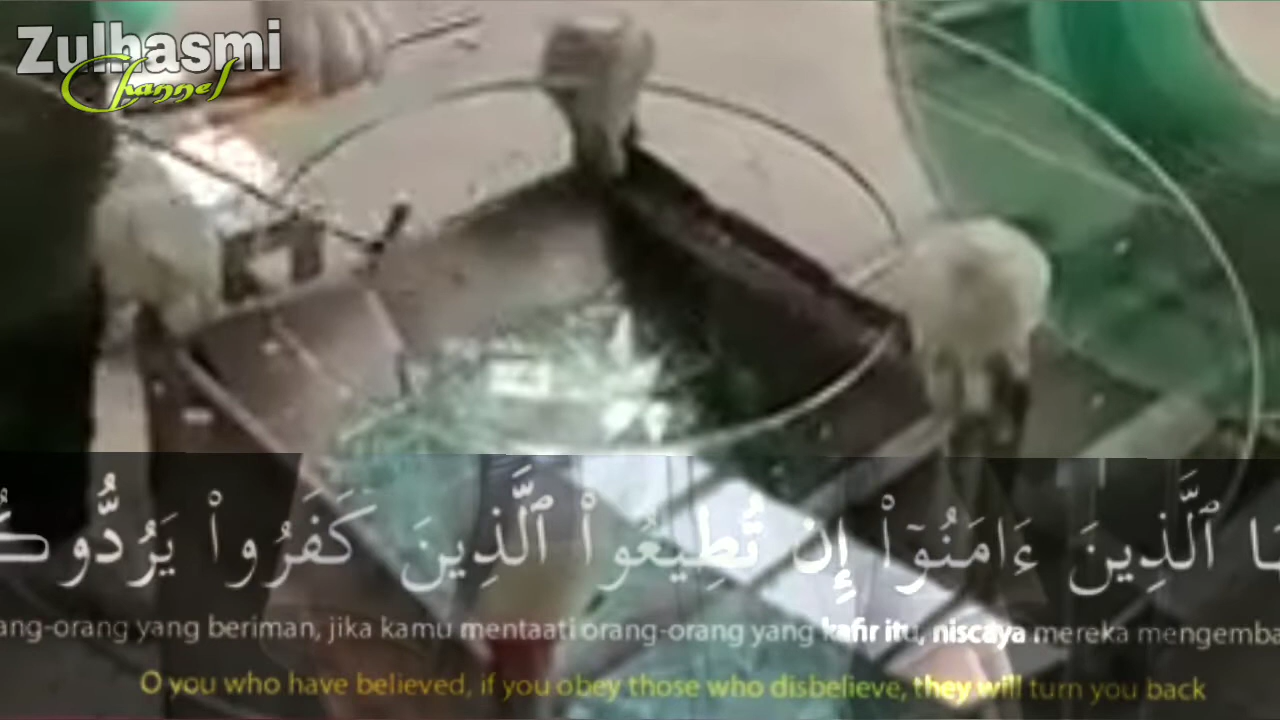 Zulhasmi
Channel
ٱلَّذِينَ ءَامَنُوٓا۟ إِن تُطِيعُوا۟ ٱلَّذِينَ كَفَرُوا۟
ang-orang yang beriman, jika kamu mentaati orang-orang yang kafir itu, niscaya mereka mengemba
O you who have believed, if you obey those who disbelieve, they will turn you back